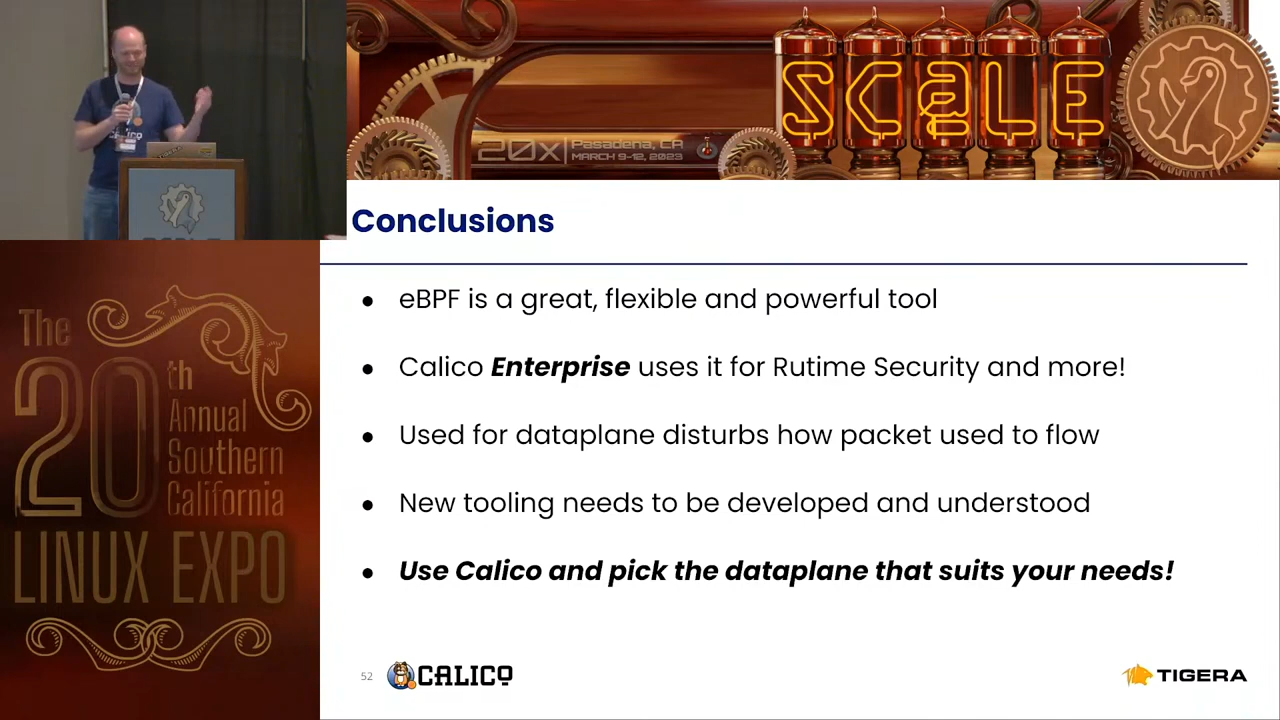 SC@LE
20x
Pasadena, CA
MARCH 9-12, 2023
CALICO
Conclusions
eBPF is a great, flexible and powerful tool
Calico Enterprise uses it for Rutime Security and more!
Used for dataplane disturbs how packet used to flow
New tooling needs to be developed and understood
Use Calico and pick the dataplane that suits your needs!
The
20th
Annual
Southern
California
LINUX EXPO
52
CALICO
TIGERA